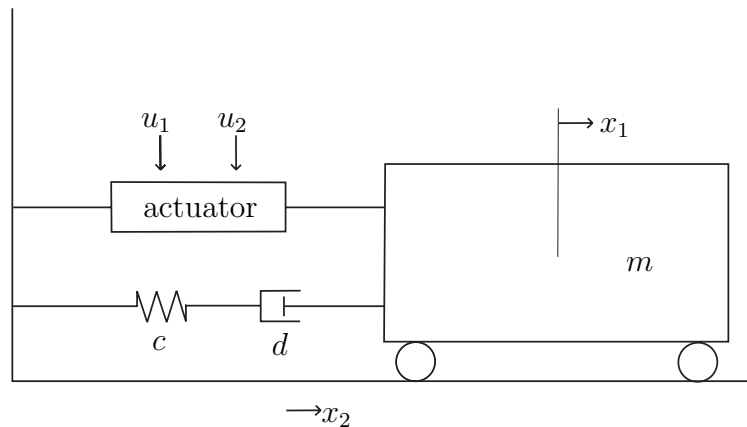 u₁ u₂
x₁
actuator
m
c d
x₂